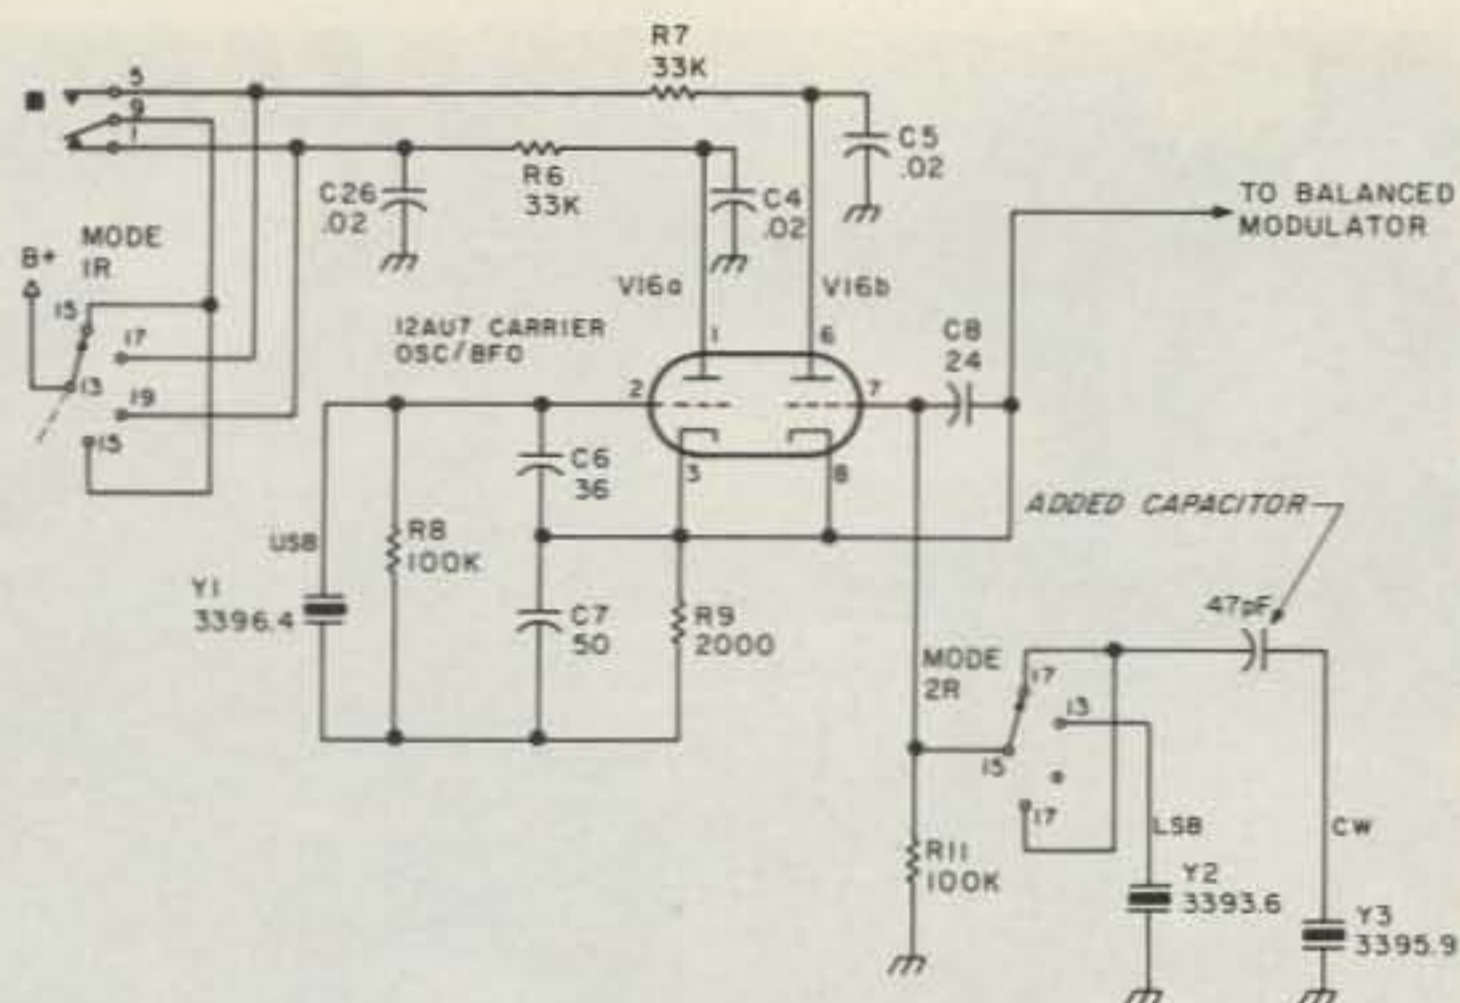 R7
33K
5
9
1
C26
.02
R6
33K
C4
.02
C5
.02
TO BALANCED
MODULATOR
MODE
1R
B+
15
17
13
19
15
V16a
V16b
12AU7 CARRIER
OSC/BFO
1
6
C8
24
2
7
3
8
C6
36
ADDED CAPACITOR
USB
R8
100K
Y1
3396.4
C7
50
R9
2000
47pF
MODE
2R
17
13
15
17
LSB
CW
R11
100K
Y2
3393.6
Y3
3395.9